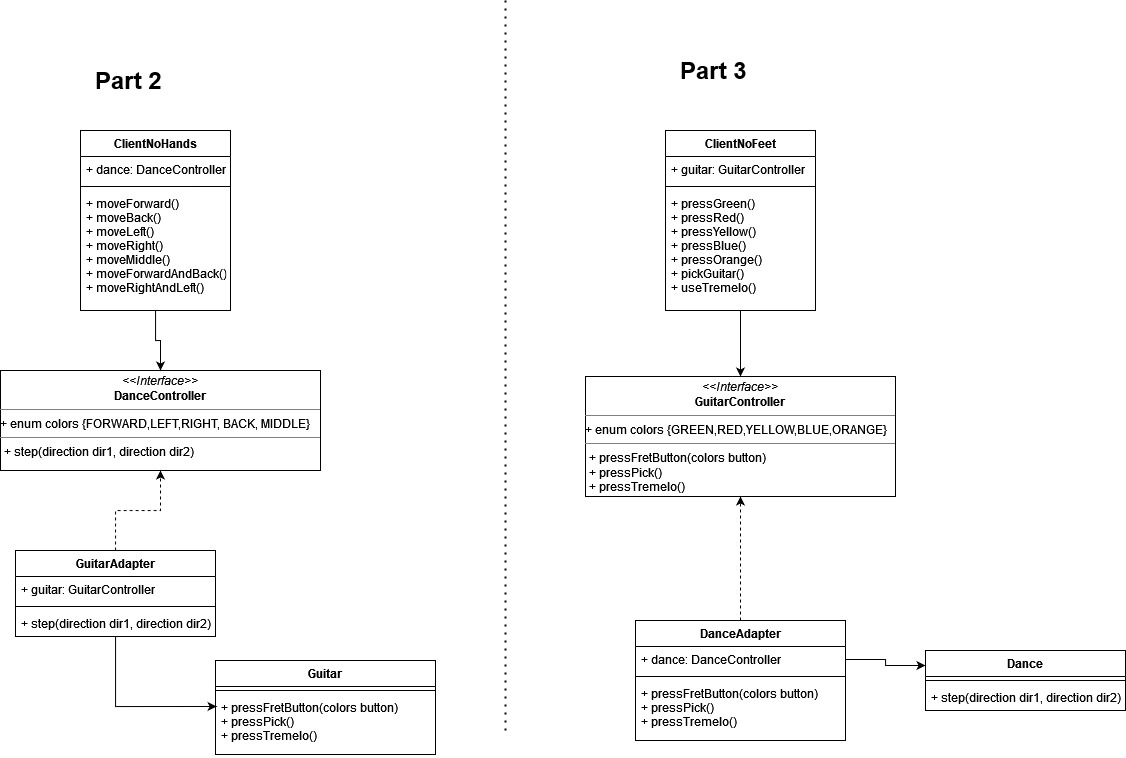 Part 2
ClientNoHands
+ dance: DanceController
+ moveForward()
+ moveBack()
+ moveLeft()
+ moveRight()
+ moveMiddle()
+ moveForwardAndBack()
+ moveRightAndLeft()
<<Interface>>
DanceController
+ enum colors {FORWARD,LEFT,RIGHT, BACK, MIDDLE}
+ step(direction dir1, direction dir2)
GuitarAdapter
+ guitar: GuitarController
+ step(direction dir1, direction dir2)
Guitar
+ pressFretButton(colors button)
+ pressPick()
+ pressTremelo()
Part 3
ClientNoFeet
+ guitar: GuitarController
+ pressGreen()
+ pressRed()
+ pressYellow()
+ pressBlue()
+ pressOrange()
+ pickGuitar()
+ useTremelo()
<<Interface>>
GuitarController
+ enum colors {GREEN,RED,YELLOW,BLUE,ORANGE}
+ pressFretButton(colors button)
+ pressPick()
+ pressTremelo()
DanceAdapter
+ dance: DanceController
+ pressFretButton(colors button)
+ pressPick()
+ pressTremelo()
Dance
+ step(direction dir1, direction dir2)